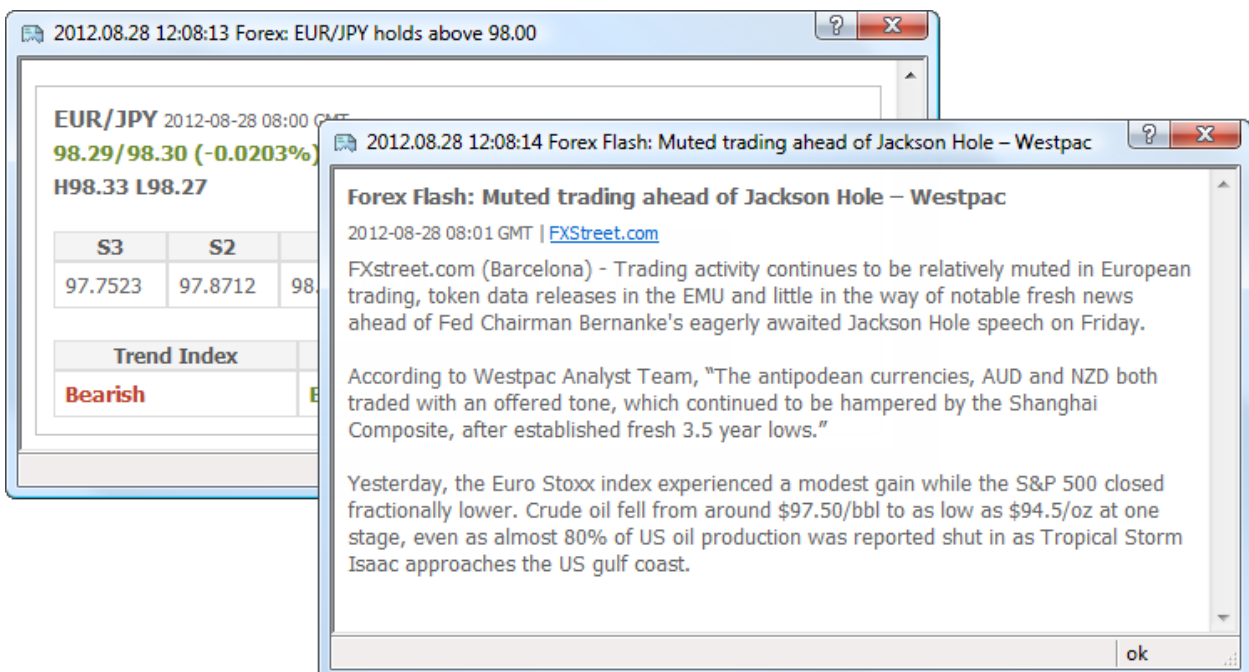 2012.08.28 12:08:13 Forex: EUR/JPY holds above 98.00
EUR/JPY 2012-08-28 08:00
98.29/98.30 (-0.0203%)
H98.33 L98.27
S3 S2
97.7523 97.8712 98.
Trend Index
Bearish
2012.08.28 12:08:14 Forex Flash: Muted trading ahead of Jackson Hole – Westpac
Forex Flash: Muted trading ahead of Jackson Hole – Westpac
2012-08-28 08:01 GMT | FXStreet.com
FXstreet.com (Barcelona) - Trading activity continues to be relatively muted in European
trading, token data releases in the EMU and little in the way of notable fresh news
ahead of Fed Chairman Bernanke's eagerly awaited Jackson Hole speech on Friday.
According to Westpac Analyst Team, “The antipodean currencies, AUD and NZD both
traded with an offered tone, which continued to be hampered by the Shanghai
Composite, after established fresh 3.5 year lows.”
Yesterday, the Euro Stoxx index experienced a modest gain while the S&P 500 closed
fractionally lower. Crude oil fell from around $97.50/bbl to as low as $94.5/oz at one
stage, even as almost 80% of US oil production was reported shut in as Tropical Storm
Isaac approaches the US gulf coast.
ok